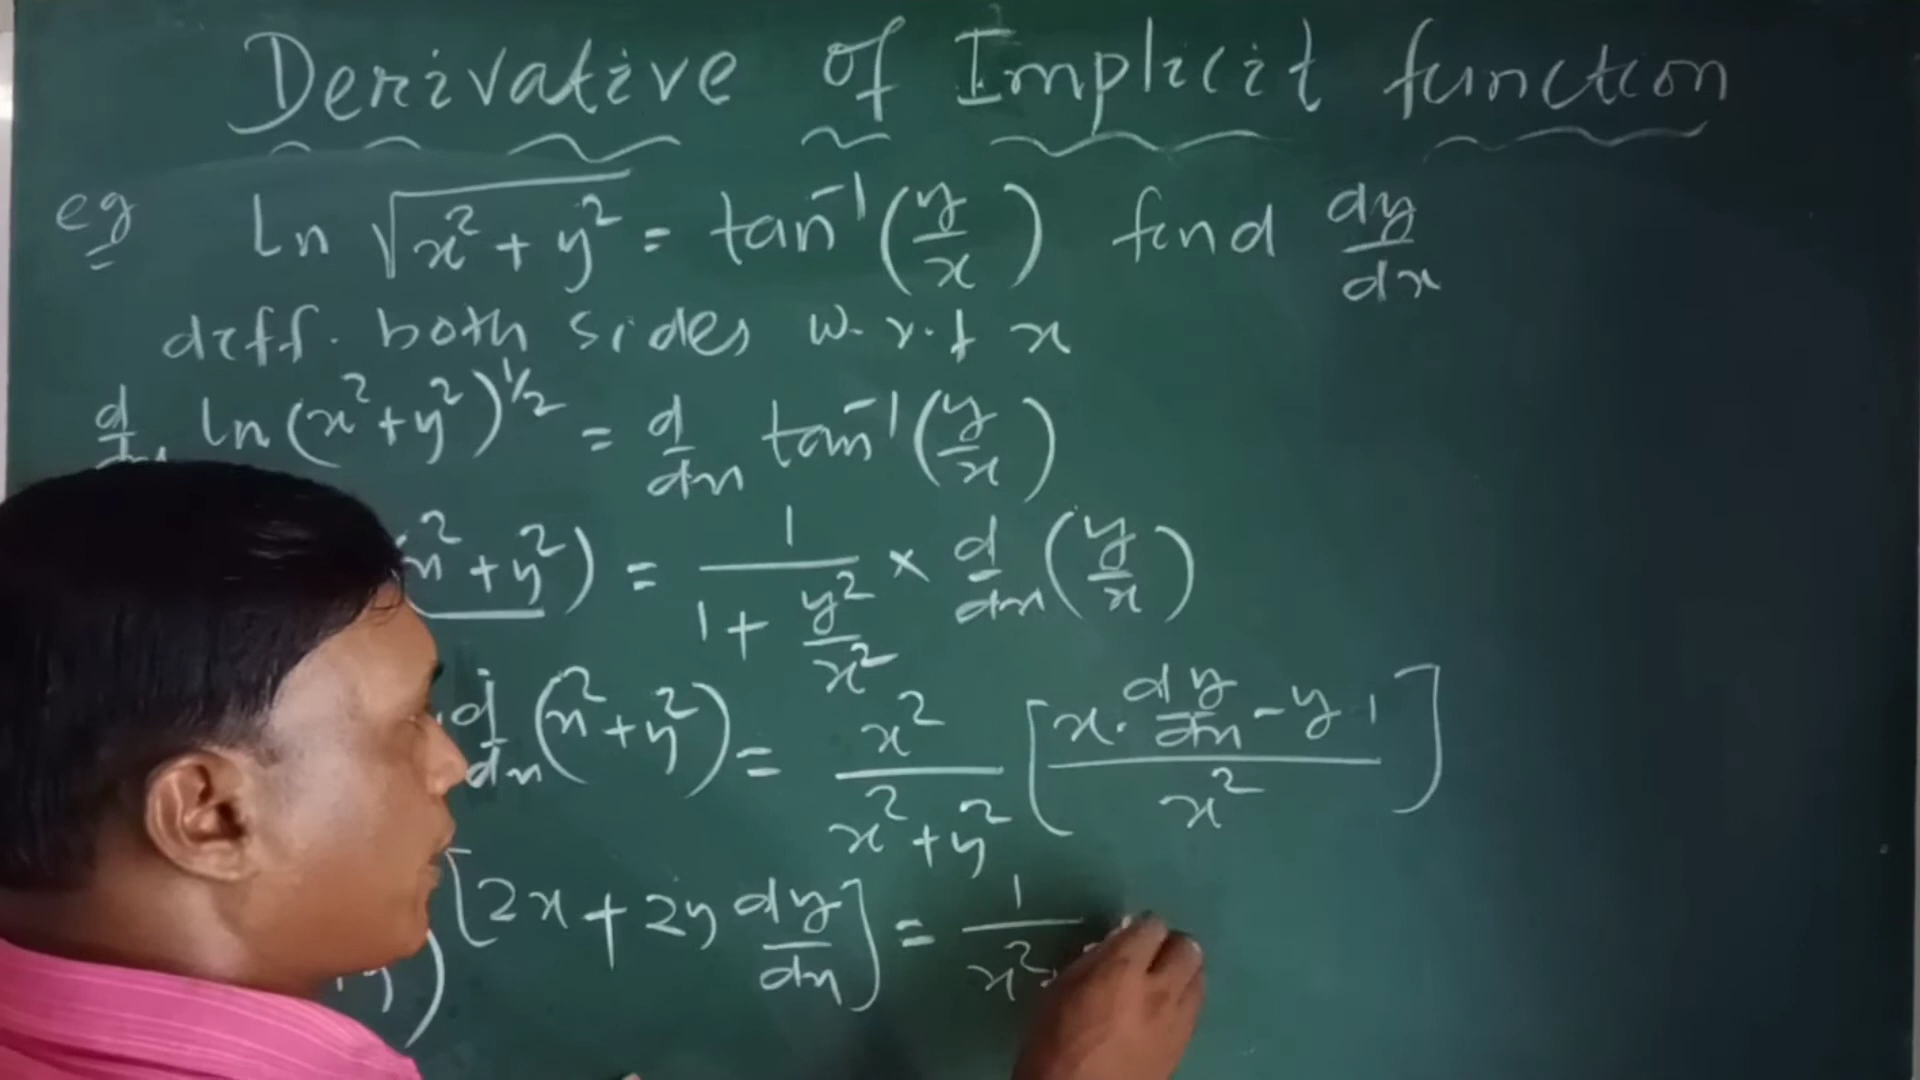 Derivative of Implicit function
eg ln √(x² + y²) = tan⁻¹(y/x) find dy/dx
diff. both sides w.r.t x
d/dx ln(x²+y²)^1/2 = d/dx tan⁻¹(y/x)
x²+y²) = 1/(1+y²/x²) × d/dx(y/x)
. d/dx(x²+y²) = x²/(x²+y²) [(x.dy/dx - y.1)/x²]
[2x + 2y dy/dx] = 1/x²+